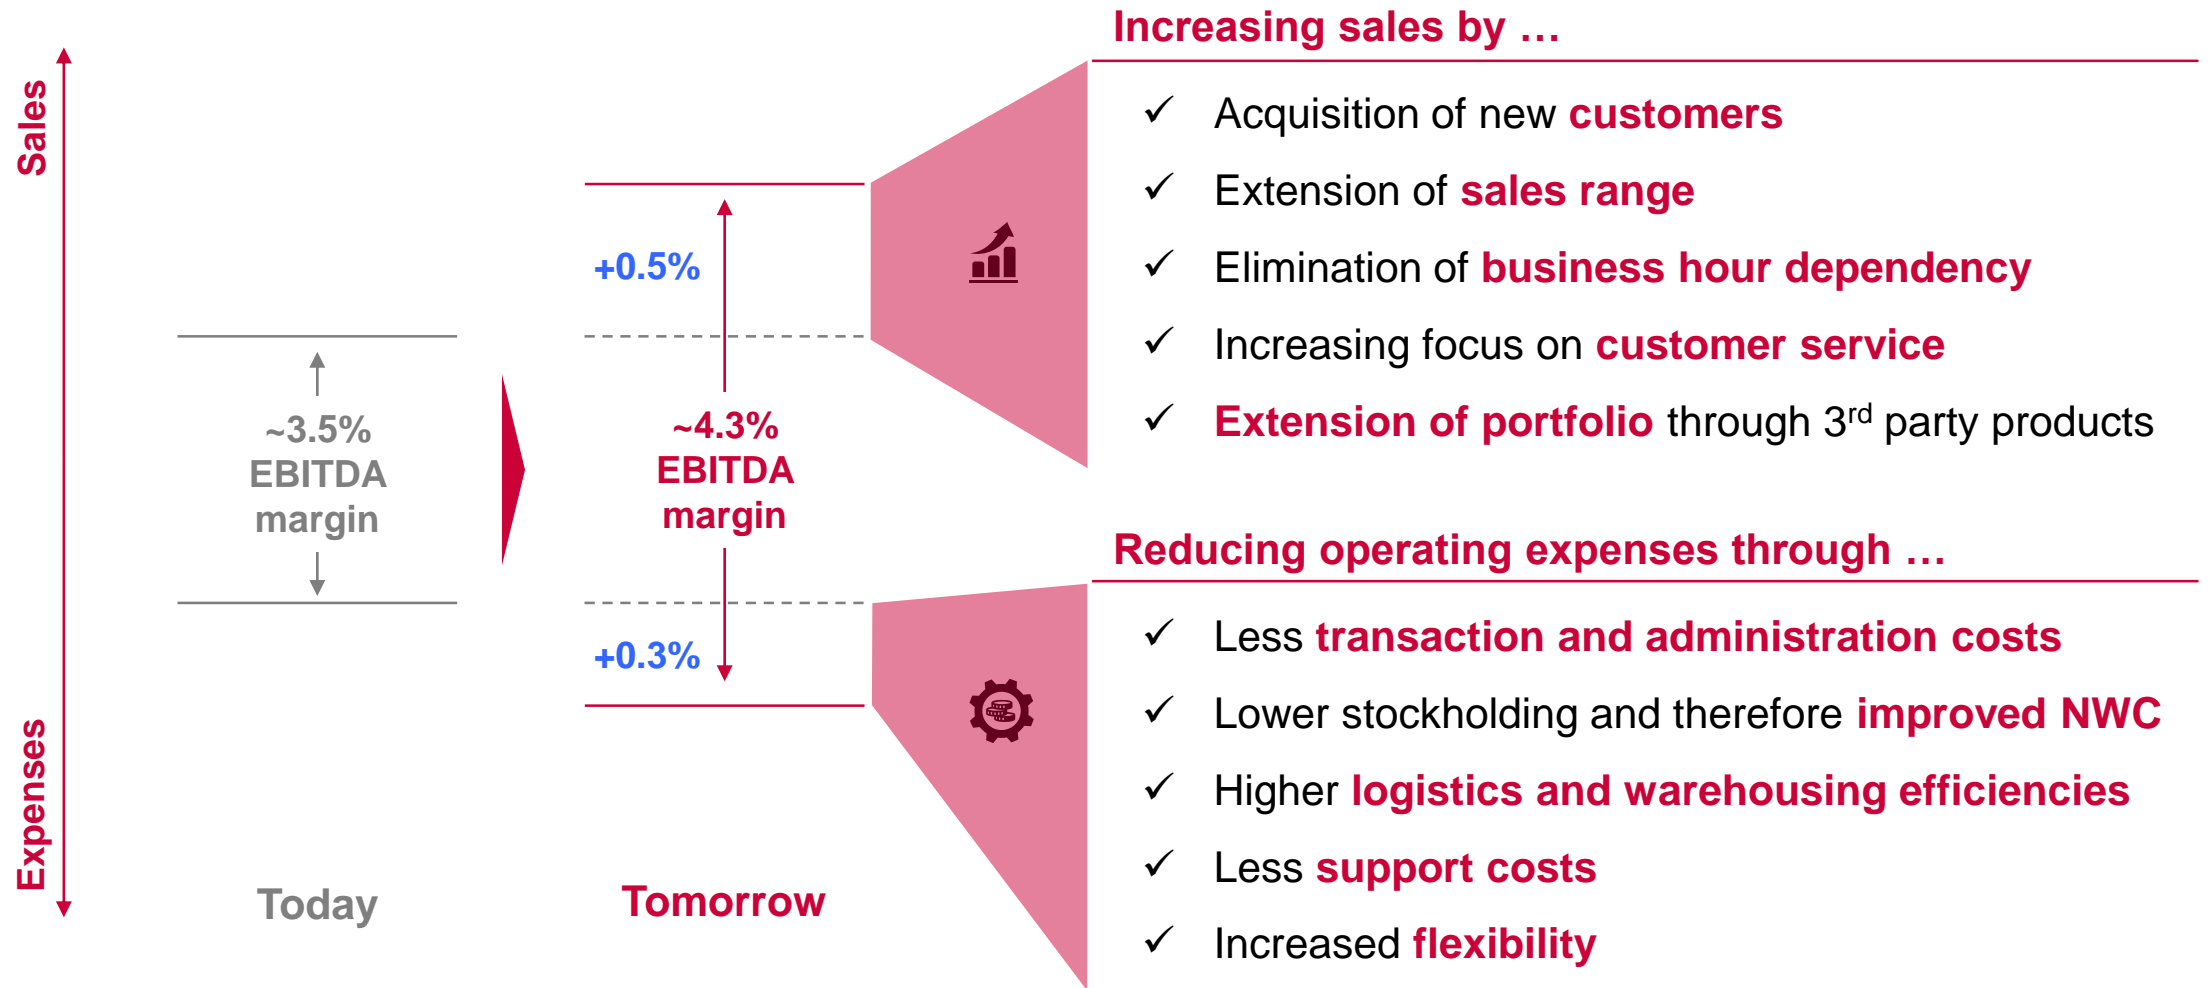 Sales
Expenses
~3.5%
EBITDA
margin
Today
+0.5%
~4.3%
EBITDA
margin
+0.3%
Tomorrow
Increasing sales by …
✓ Acquisition of new customers
✓ Extension of sales range
✓ Elimination of business hour dependency
✓ Increasing focus on customer service
✓ Extension of portfolio through 3rd party products
Reducing operating expenses through …
✓ Less transaction and administration costs
✓ Lower stockholding and therefore improved NWC
✓ Higher logistics and warehousing efficiencies
✓ Less support costs
✓ Increased flexibility